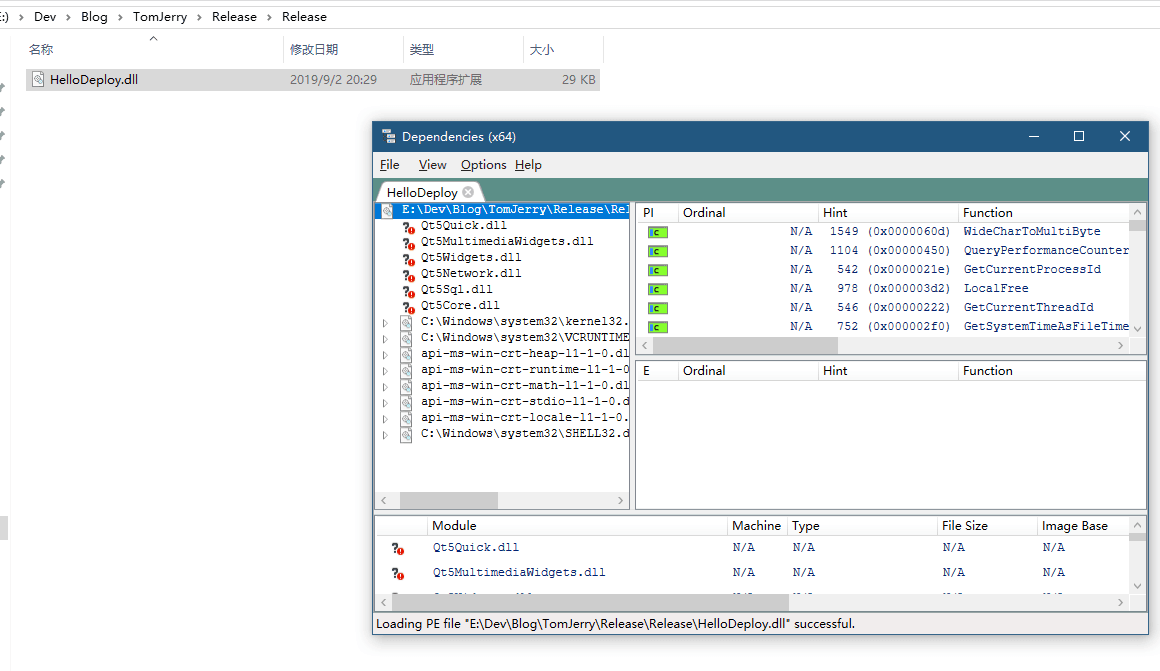 :) > Dev > Blog > TomJerry > Release > Release
名称 修改日期 类型 大小
HelloDeploy.dll 2019/9/2 20:29 应用程序扩展 29 KB
Dependencies (x64)
File View Options Help
HelloDeploy
E:\Dev\Blog\TomJerry\Release\Rel
Qt5Quick.dll
Qt5MultimediaWidgets.dll
Qt5Widgets.dll
Qt5Network.dll
Qt5Sql.dll
Qt5Core.dll
C:\Windows\system32\kernel32.
C:\Windows\system32\VCRUNTIME
api-ms-win-crt-heap-l1-1-0.dl
api-ms-win-crt-runtime-l1-1-0
api-ms-win-crt-math-l1-1-0.dl
api-ms-win-crt-stdio-l1-1-0.d
api-ms-win-crt-locale-l1-1-0.
C:\Windows\system32\SHELL32.d
PI Ordinal Hint Function
C N/A 1549 (0x0000060d) WideCharToMultiByte
C N/A 1104 (0x00000450) QueryPerformanceCounter
C N/A 542 (0x0000021e) GetCurrentProcessId
C N/A 978 (0x000003d2) LocalFree
C N/A 546 (0x00000222) GetCurrentThreadId
C N/A 752 (0x000002f0) GetSystemTimeAsFileTime
E Ordinal Hint Function
Module Machine Type File Size Image Base
Qt5Quick.dll N/A N/A N/A N/A
Qt5MultimediaWidgets.dll N/A N/A N/A N/A
Loading PE file "E:\Dev\Blog\TomJerry\Release\Release\HelloDeploy.dll" successful.